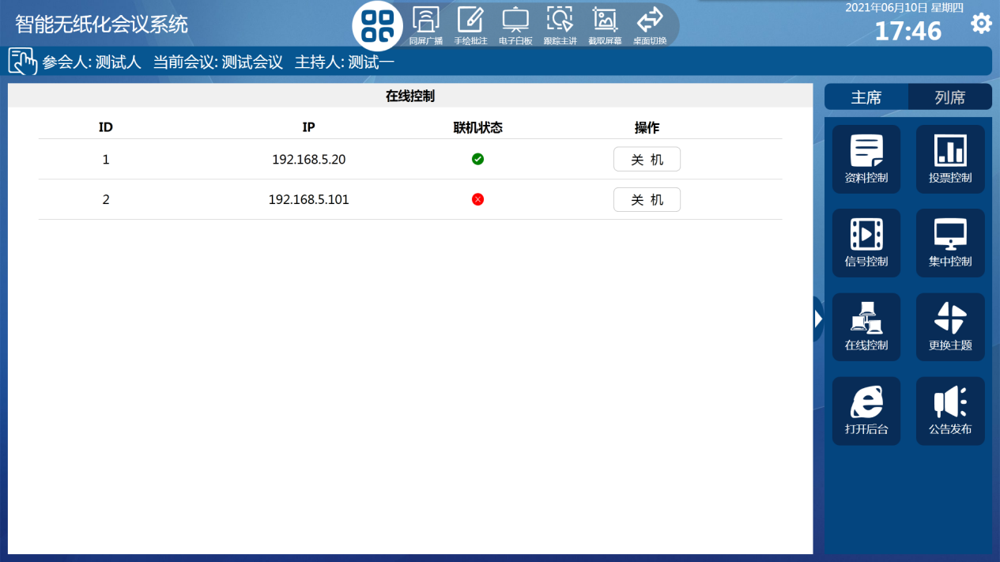 智能无纸化会议系统
同屏广播 手绘批注 电子白板 跟踪主讲 截取屏幕 桌面切换
2021年06月10日 星期四
17:46
参会人: 测试人 当前会议: 测试会议 主持人: 测试一
在线控制
ID IP 联机状态 操作
1 192.168.5.20 关 机
2 192.168.5.101 关 机
主席 列席
资料控制 投票控制
信号控制 集中控制
在线控制 更换主题
打开后台 公告发布